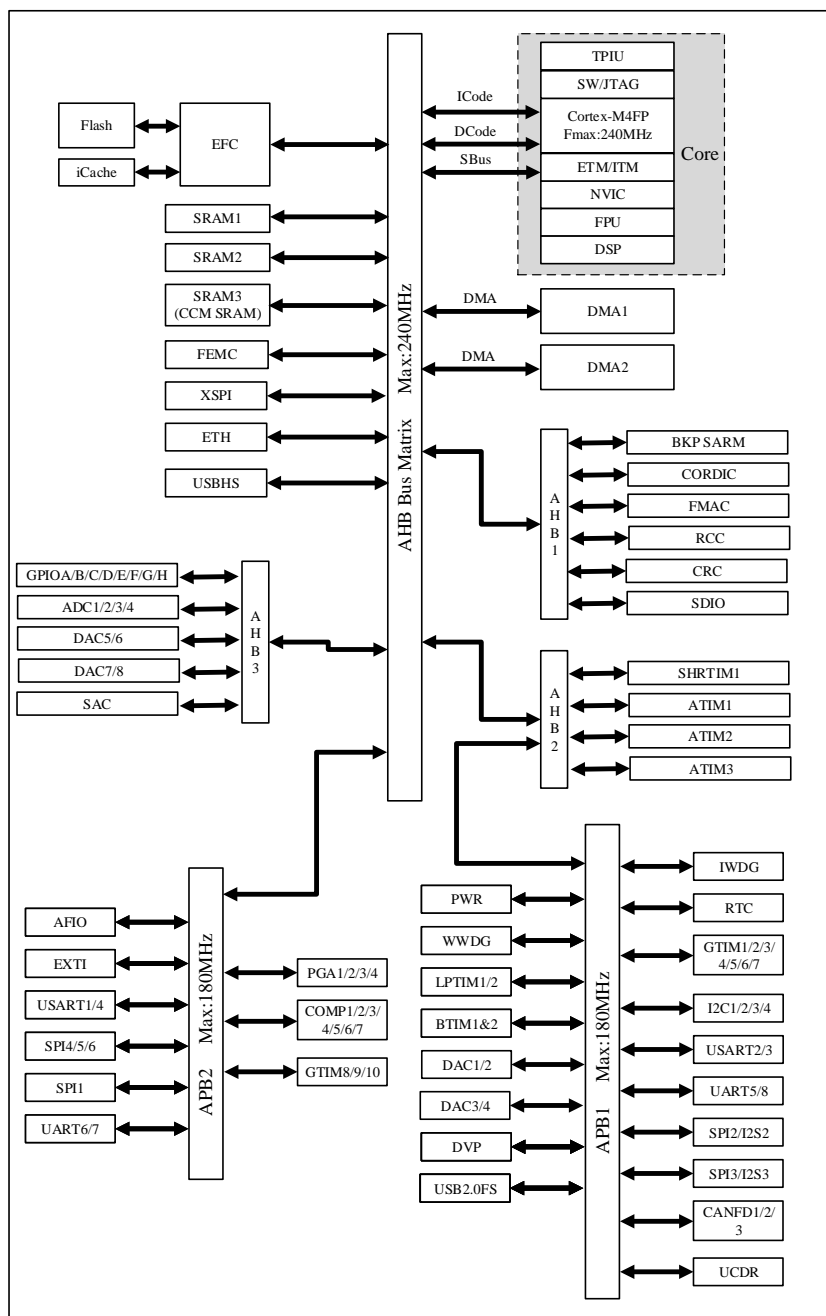 TPIU
SW/JTAG
Cortex-M4FP
Fmax:240MHz
ETM/ITM
NVIC
FPU
DSP
Core
ICode
DCode
SBus
Flash
iCache
EFC
SRAM1
SRAM2
SRAM3
(CCM SRAM)
FEMC
XSPI
ETH
USBHS
AHB Bus Matrix Max:240MHz
DMA
DMA1
DMA
DMA2
AHB1
BKP SARM
CORDIC
FMAC
RCC
CRC
SDIO
GPIOA/B/C/D/E/F/G/H
ADC1/2/3/4
DAC5/6
DAC7/8
SAC
AHB3
AHB2
SHRTIM1
ATIM1
ATIM2
ATIM3
AFIO
EXTI
USART1/4
SPI4/5/6
SPI1
UART6/7
APB2 Max:180MHz
PGA1/2/3/4
COMP1/2/3/
4/5/6/7
GTIM8/9/10
PWR
WWDG
LPTIM1/2
BTIM1&2
DAC1/2
DAC3/4
DVP
USB2.0FS
APB1 Max:180MHz
IWDG
RTC
GTIM1/2/3/
4/5/6/7
I2C1/2/3/4
USART2/3
UART5/8
SPI2/I2S2
SPI3/I2S3
CANFD1/2/
3
UCDR